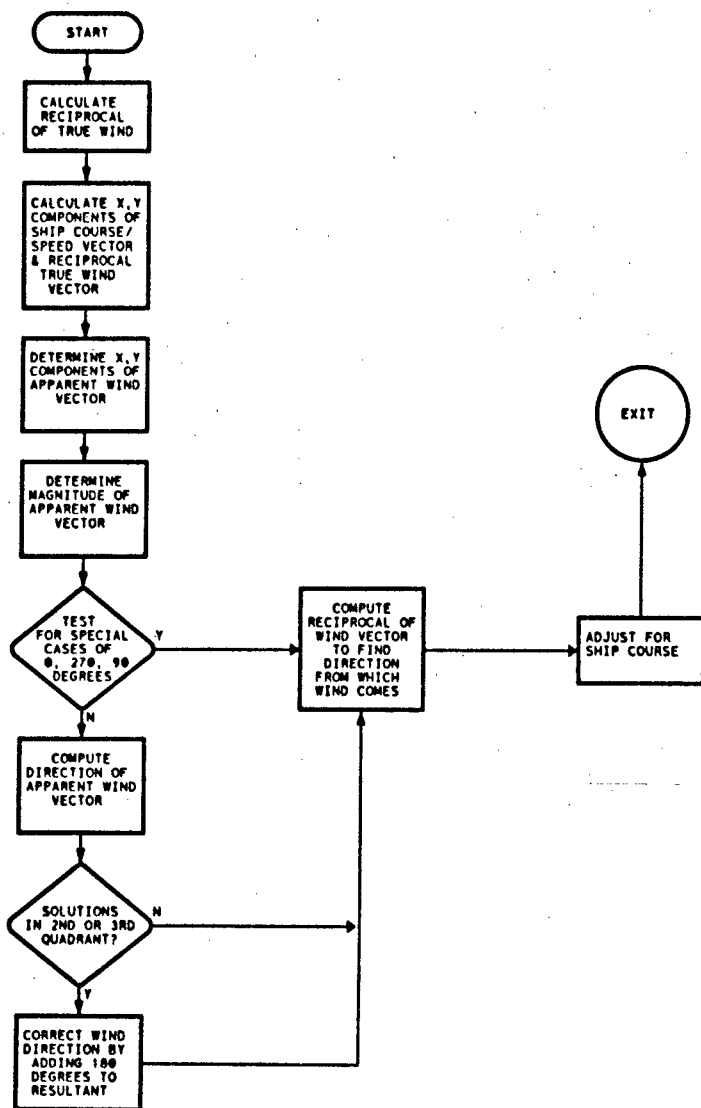 START
CALCULATE
RECIPROCAL
OF TRUE WIND
CALCULATE X,Y
COMPONENTS OF
SHIP COURSE/
SPEED VECTOR
& RECIPROCAL
TRUE WIND
VECTOR
DETERMINE X,Y
COMPONENTS OF
APPARENT WIND
VECTOR
DETERMINE
MAGNITUDE OF
APPARENT WIND
VECTOR
TEST
FOR SPECIAL
CASES OF
0, 270, 90
DEGREES
Y
N
COMPUTE
RECIPROCAL OF
WIND VECTOR
TO FIND
DIRECTION
FROM WHICH
WIND COMES
ADJUST FOR
SHIP COURSE
EXIT
COMPUTE
DIRECTION OF
APPARENT WIND
VECTOR
SOLUTIONS
IN 2ND OR 3RD
QUADRANT?
N
Y
CORRECT WIND
DIRECTION BY
ADDING 180
DEGREES TO
RESULTANT